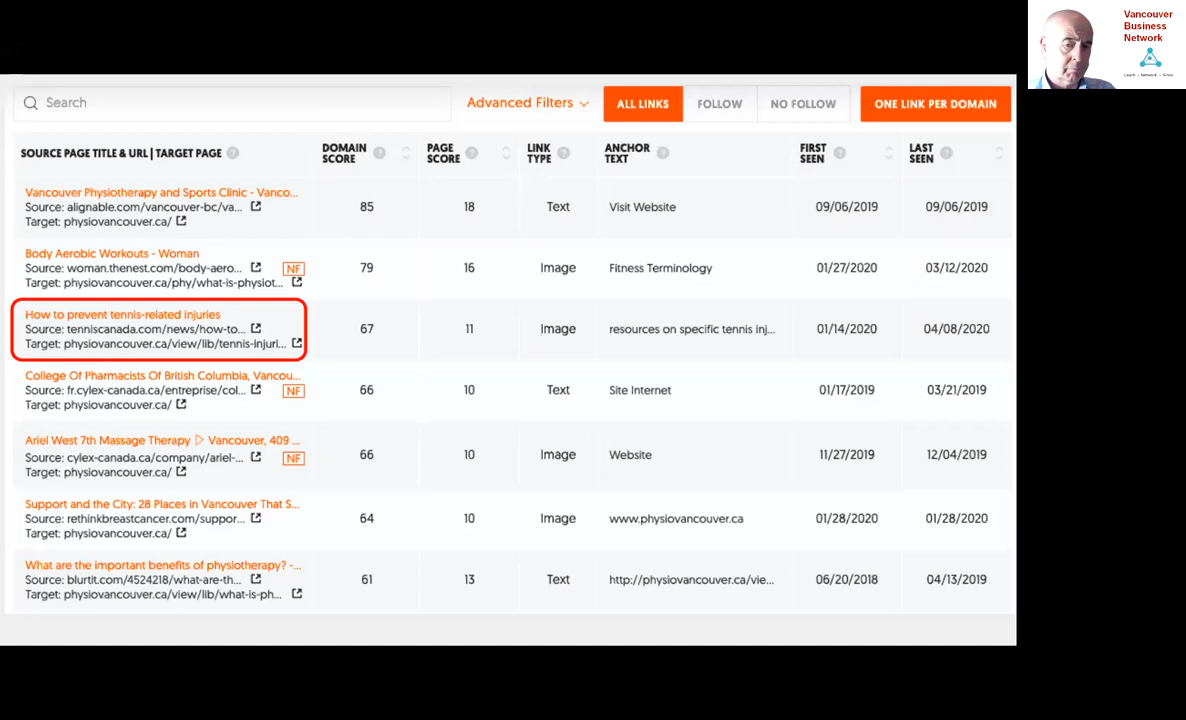 Vancouver
Business
Network
Learn - Network - Grow
Search
Advanced Filters
ALL LINKS
FOLLOW
NO FOLLOW
ONE LINK PER DOMAIN
SOURCE PAGE TITLE & URL | TARGET PAGE ?
DOMAIN
SCORE ?
PAGE
SCORE ?
LINK
TYPE ?
ANCHOR
TEXT ?
FIRST
SEEN ?
LAST
SEEN ?
Vancouver Physiotherapy and Sports Clinic - Vanco...
Source: alignable.com/vancouver-bc/va...
Target: physiovancouver.ca/
85
18
Text
Visit Website
09/06/2019
09/06/2019
Body Aerobic Workouts - Woman
Source: woman.thenest.com/body-aero...
NF
Target: physiovancouver.ca/phy/what-is-physiot...
79
16
Image
Fitness Terminology
01/27/2020
03/12/2020
How to prevent tennis-related injuries
Source: tenniscanada.com/news/how-to...
Target: physiovancouver.ca/view/lib/tennis-injuri...
67
11
Image
resources on specific tennis inj...
01/14/2020
04/08/2020
College Of Pharmacists Of British Columbia, Vancou...
Source: fr.cylex-canada.ca/entreprise/col...
NF
Target: physiovancouver.ca/
66
10
Text
Site Internet
01/17/2019
03/21/2019
Ariel West 7th Massage Therapy ▷ Vancouver, 409 ...
Source: cylex-canada.ca/company/ariel-...
NF
Target: physiovancouver.ca/
66
10
Image
Website
11/27/2019
12/04/2019
Support and the City: 28 Places in Vancouver That S...
Source: rethinkbreastcancer.com/suppor...
Target: physiovancouver.ca/
64
10
Image
www.physiovancouver.ca
01/28/2020
01/28/2020
What are the important benefits of physiotherapy? -...
Source: blurtit.com/4524218/what-are-th...
Target: physiovancouver.ca/view/lib/what-is-ph...
61
13
Text
http://physiovancouver.ca/vie...
06/20/2018
04/13/2019